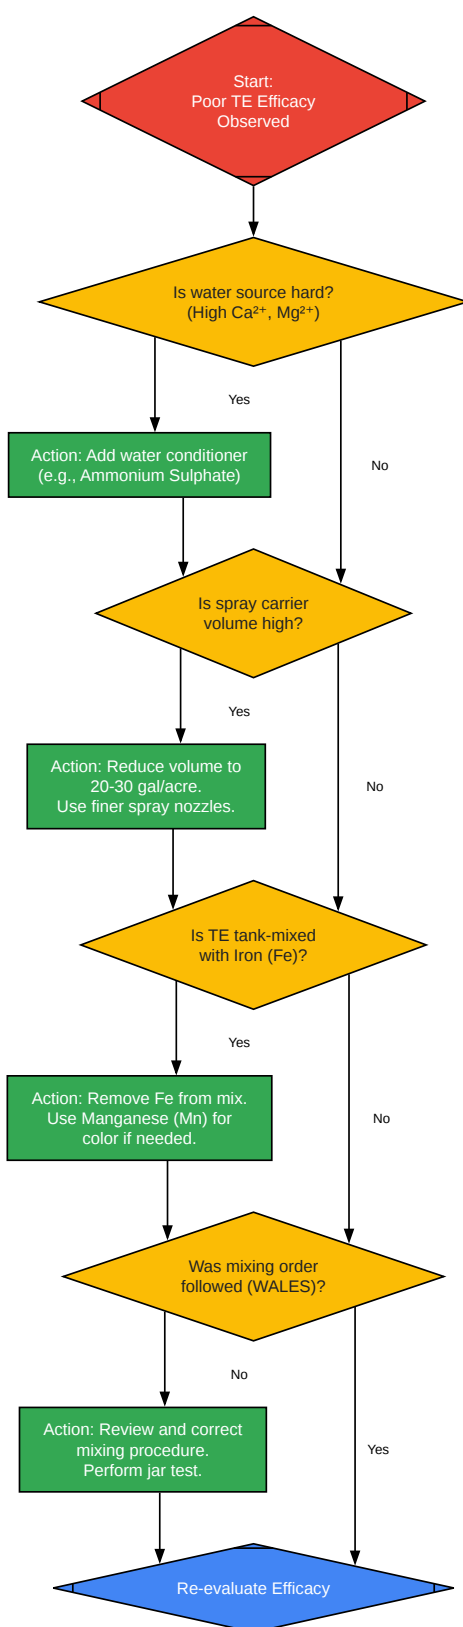 Start:
Poor TE Efficacy
Observed
Is water source hard?
(High Ca²⁺, Mg²⁺)
Yes
No
Action: Add water conditioner
(e.g., Ammonium Sulphate)
Is spray carrier
volume high?
Yes
No
Action: Reduce volume to
20-30 gal/acre.
Use finer spray nozzles.
Is TE tank-mixed
with Iron (Fe)?
Yes
No
Action: Remove Fe from mix.
Use Manganese (Mn) for
color if needed.
Was mixing order
followed (WALES)?
No
Yes
Action: Review and correct
mixing procedure.
Perform jar test.
Re-evaluate Efficacy